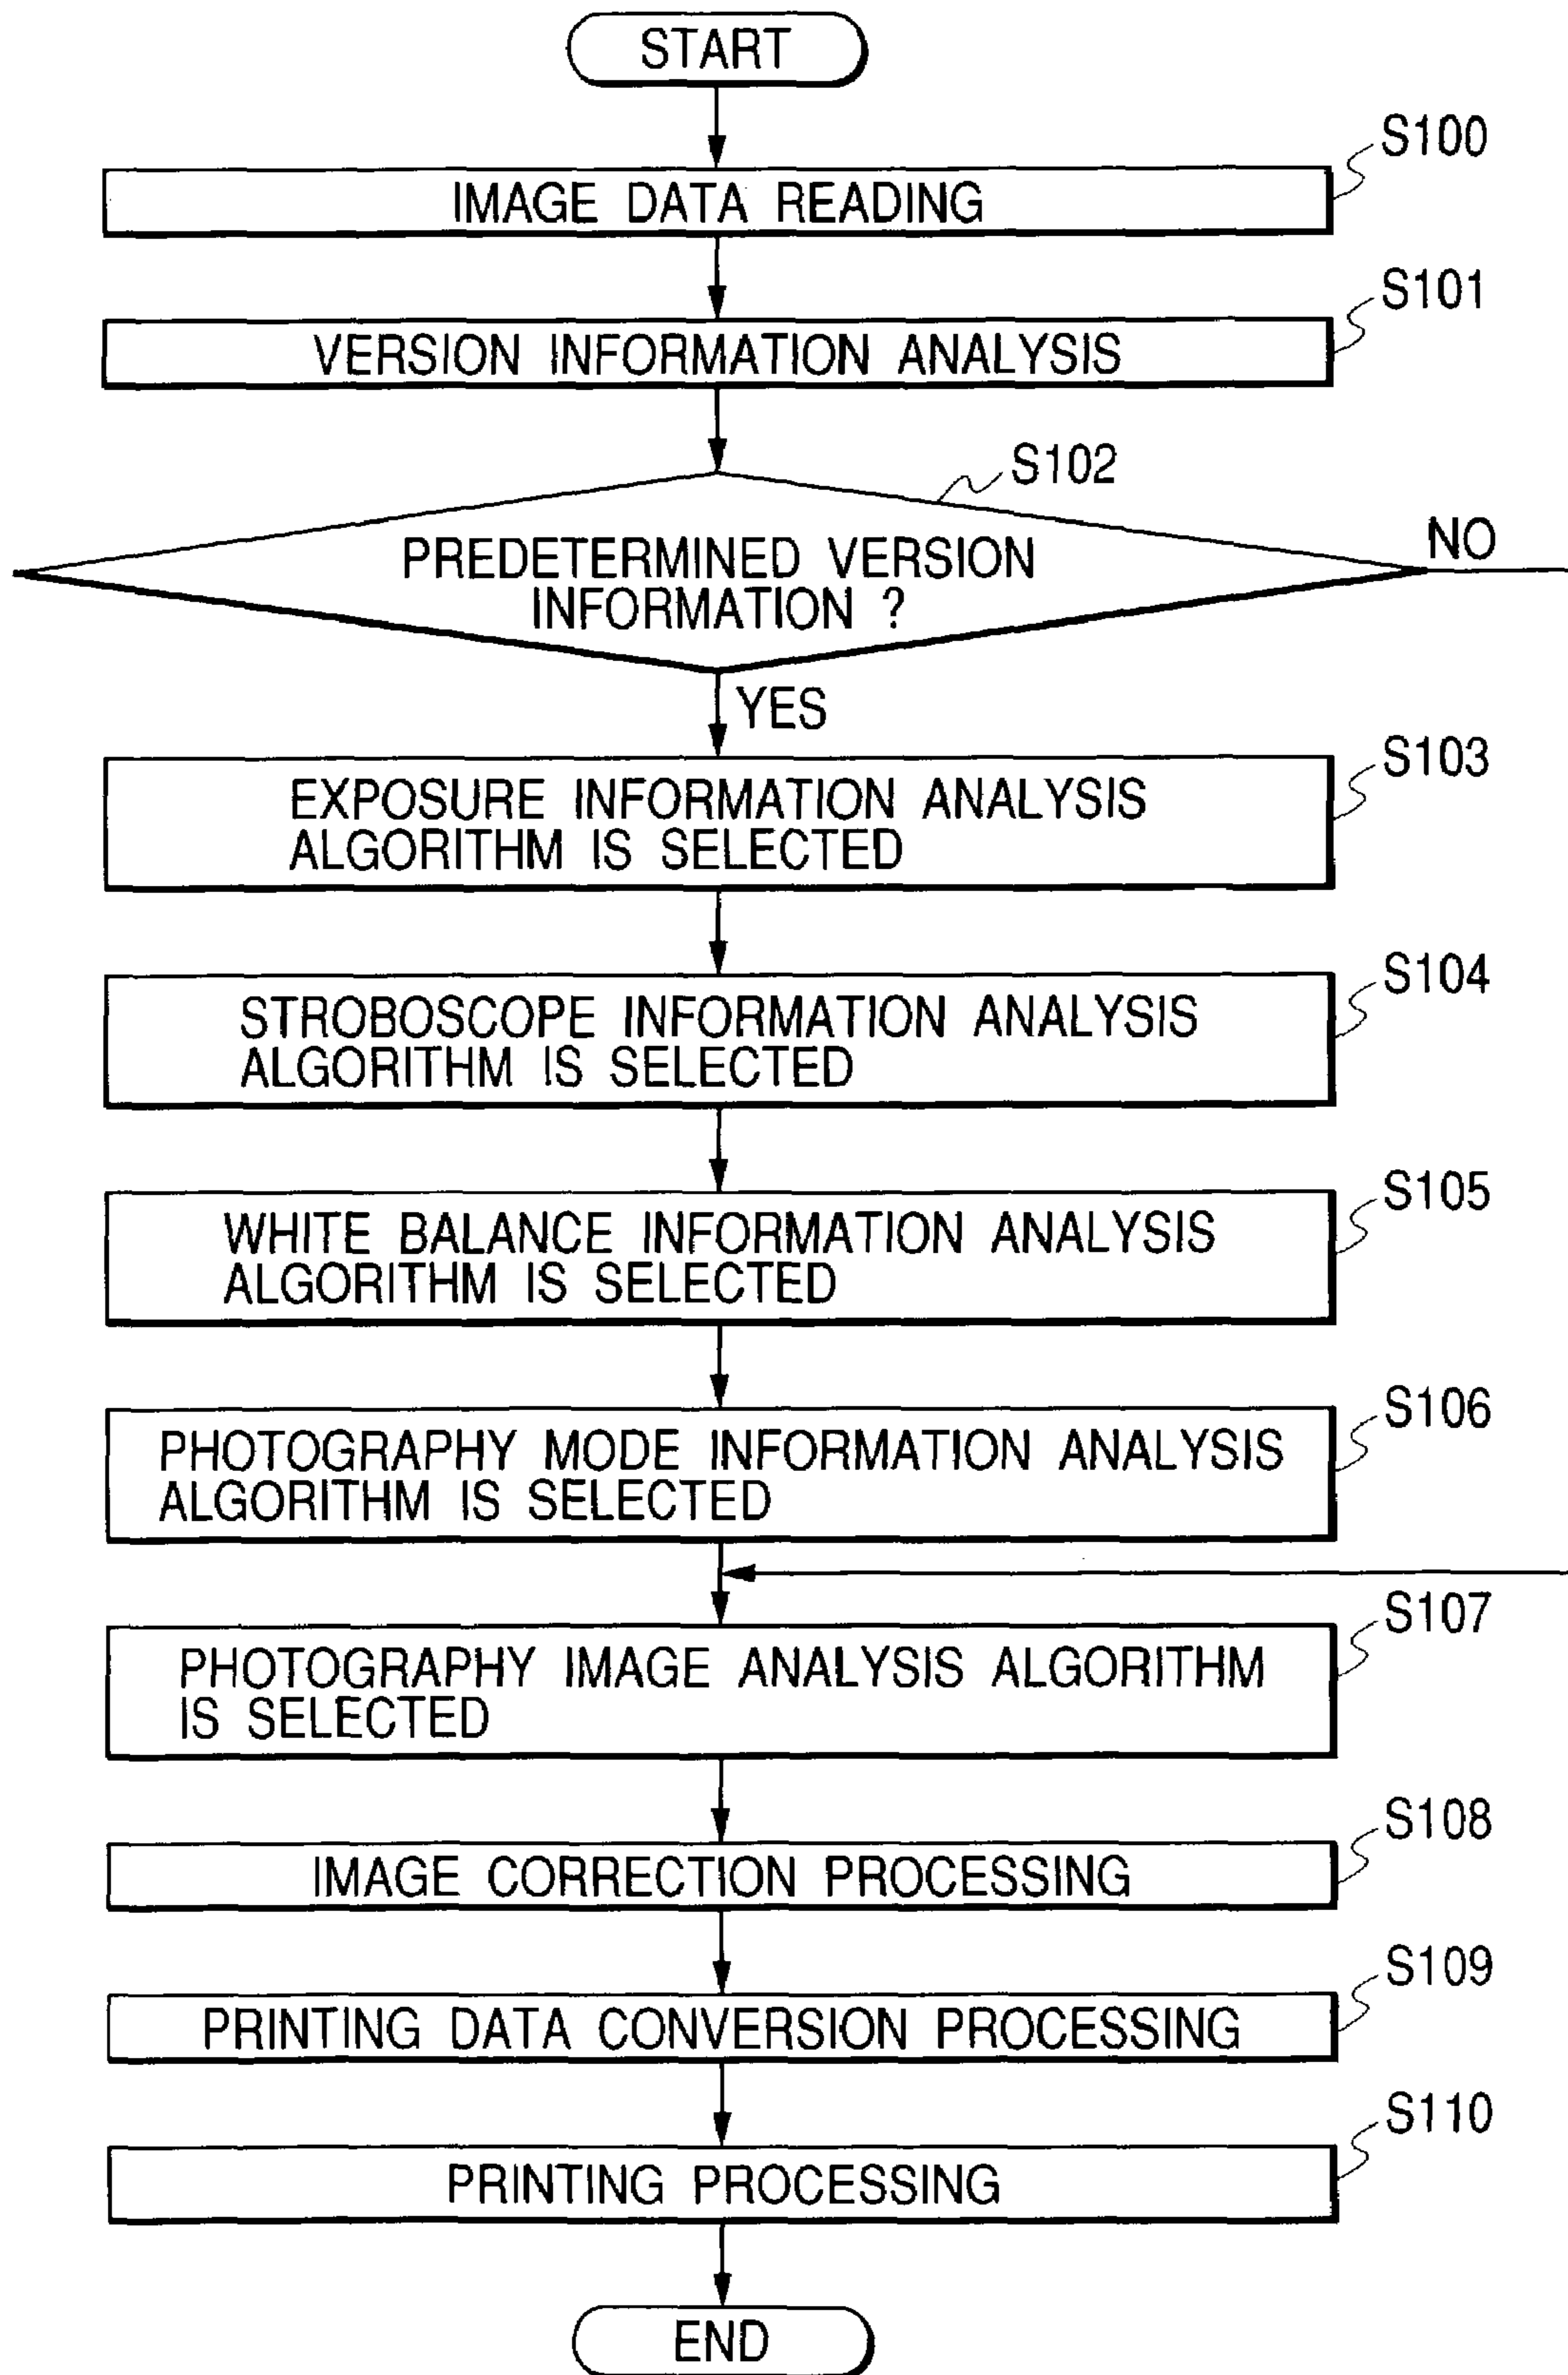 START
S100
IMAGE DATA READING
S101
VERSION INFORMATION ANALYSIS
S102
PREDETERMINED VERSION
INFORMATION ?
NO
YES
S103
EXPOSURE INFORMATION ANALYSIS
ALGORITHM IS SELECTED
S104
STROBOSCOPE INFORMATION ANALYSIS
ALGORITHM IS SELECTED
S105
WHITE BALANCE INFORMATION ANALYSIS
ALGORITHM IS SELECTED
S106
PHOTOGRAPHY MODE INFORMATION ANALYSIS
ALGORITHM IS SELECTED
S107
PHOTOGRAPHY IMAGE ANALYSIS ALGORITHM
IS SELECTED
S108
IMAGE CORRECTION PROCESSING
S109
PRINTING DATA CONVERSION PROCESSING
S110
PRINTING PROCESSING
END